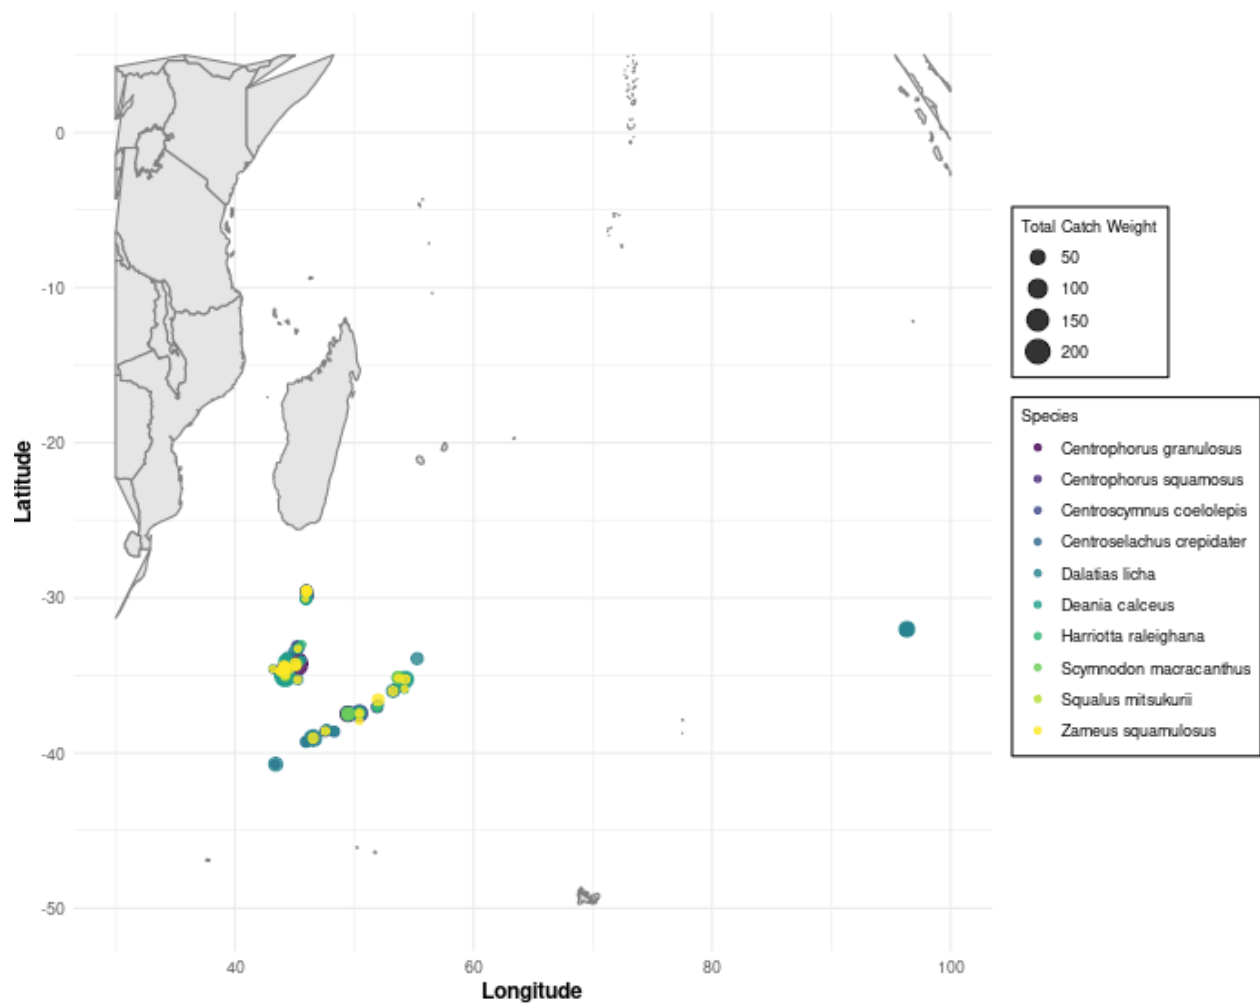 0
-10
-20
-30
-40
-50
Latitude
40
60
80
100
Longitude
Total Catch Weight
50
100
150
200
Species
Centrophorus granulosus
Centrophorus squamosus
Centroscymnus coelolepis
Centroselachus crepidater
Dalatias licha
Deania calceus
Harriotta raleighana
Scymnodon macracanthus
Squalus mitsukurii
Zameus squamulosus